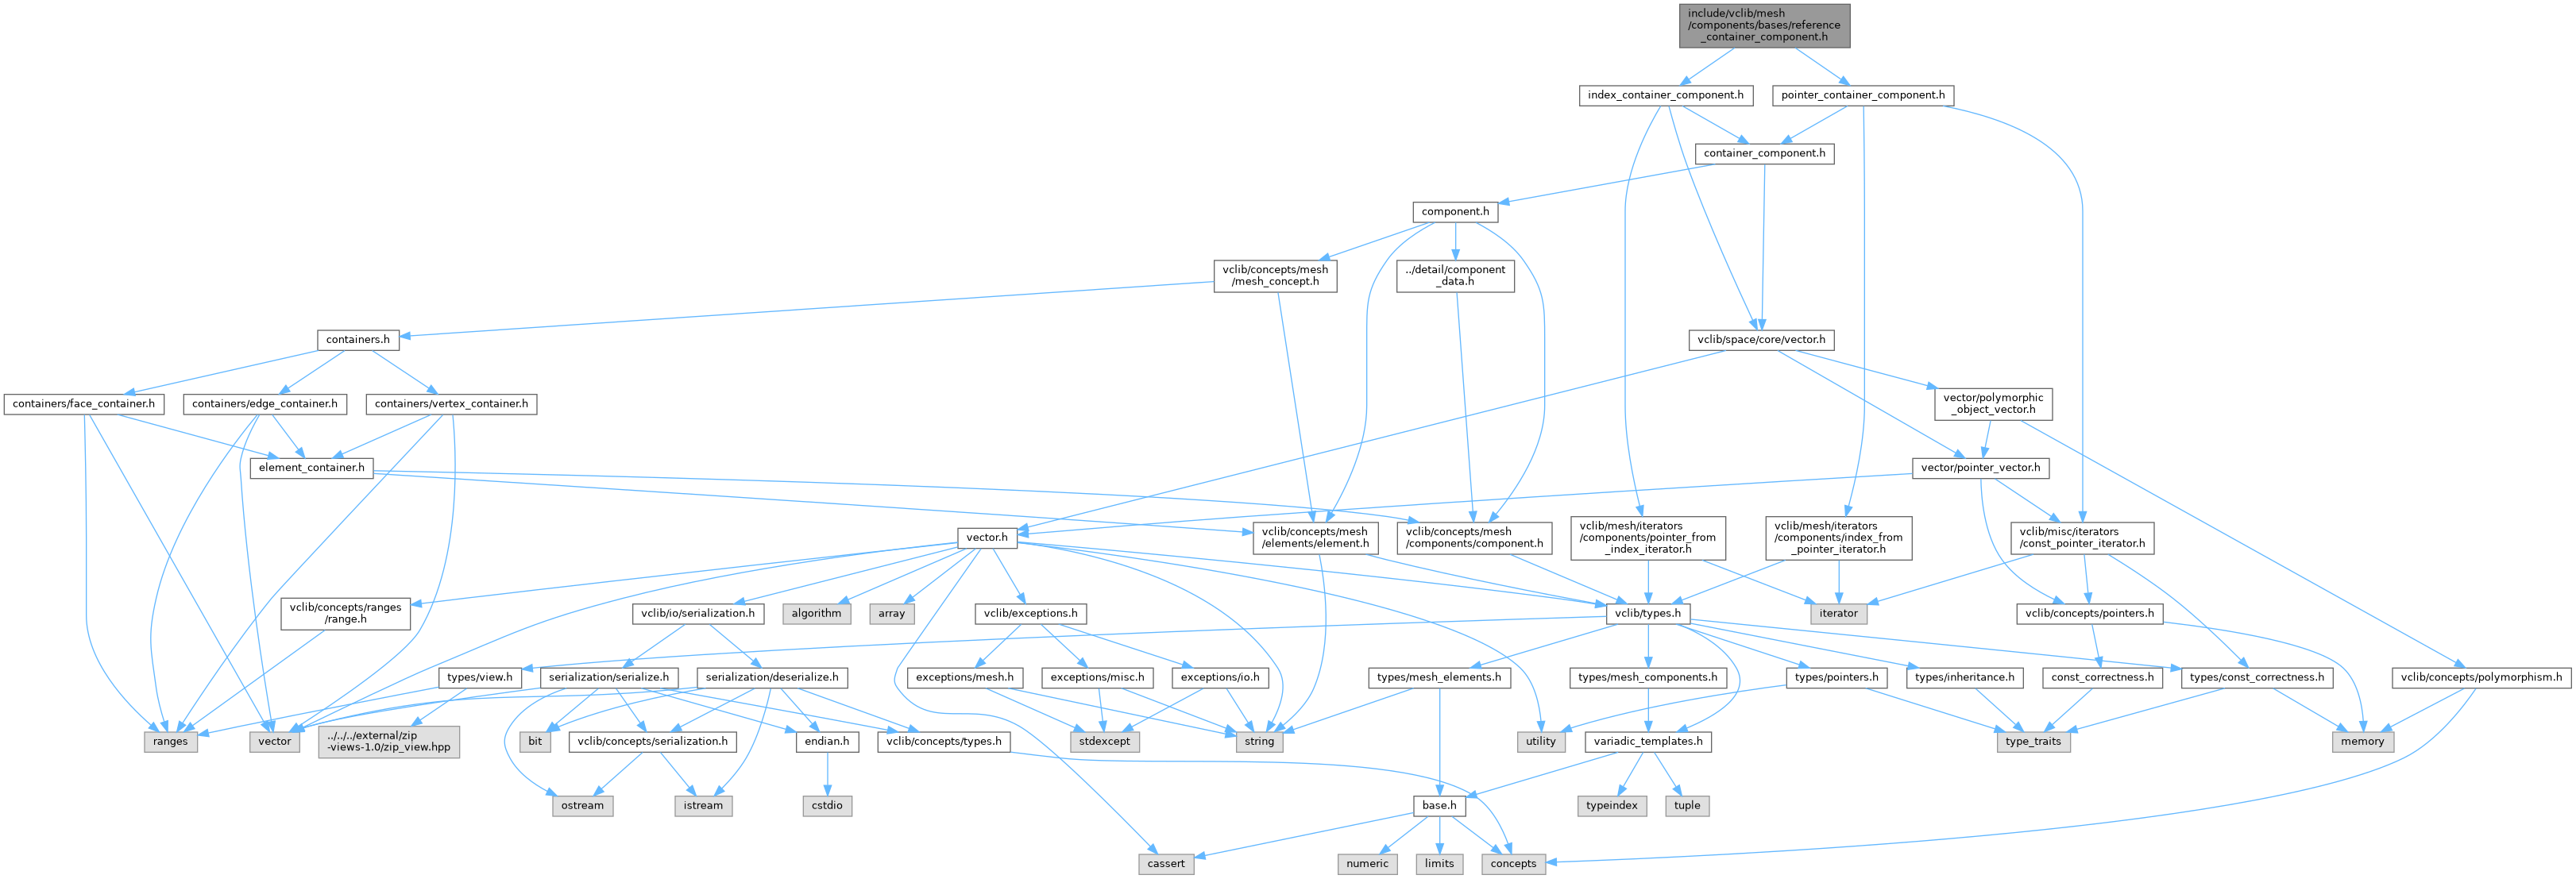 include/vclib/mesh
/components/bases/reference
_container_component.h
index_container_component.h
pointer_container_component.h
container_component.h
component.h
vclib/concepts/mesh
/mesh_concept.h
../detail/component
_data.h
containers.h
vclib/space/core/vector.h
containers/face_container.h
containers/edge_container.h
containers/vertex_container.h
vector/polymorphic
_object_vector.h
element_container.h
vector/pointer_vector.h
vector.h
vclib/concepts/mesh
/elements/element.h
vclib/concepts/mesh
/components/component.h
vclib/mesh/iterators
/components/pointer_from
_index_iterator.h
vclib/mesh/iterators
/components/index_from
_pointer_iterator.h
vclib/misc/iterators
/const_pointer_iterator.h
vclib/concepts/ranges
/range.h
vclib/io/serialization.h
algorithm
array
vclib/exceptions.h
vclib/types.h
iterator
vclib/concepts/pointers.h
types/view.h
serialization/serialize.h
serialization/deserialize.h
exceptions/mesh.h
exceptions/misc.h
exceptions/io.h
types/mesh_elements.h
types/mesh_components.h
types/pointers.h
types/inheritance.h
const_correctness.h
types/const_correctness.h
vclib/concepts/polymorphism.h
ranges
vector
../../../external/zip
-views-1.0/zip_view.hpp
bit
vclib/concepts/serialization.h
endian.h
vclib/concepts/types.h
stdexcept
string
utility
variadic_templates.h
type_traits
memory
ostream
istream
cstdio
base.h
typeindex
tuple
cassert
numeric
limits
concepts